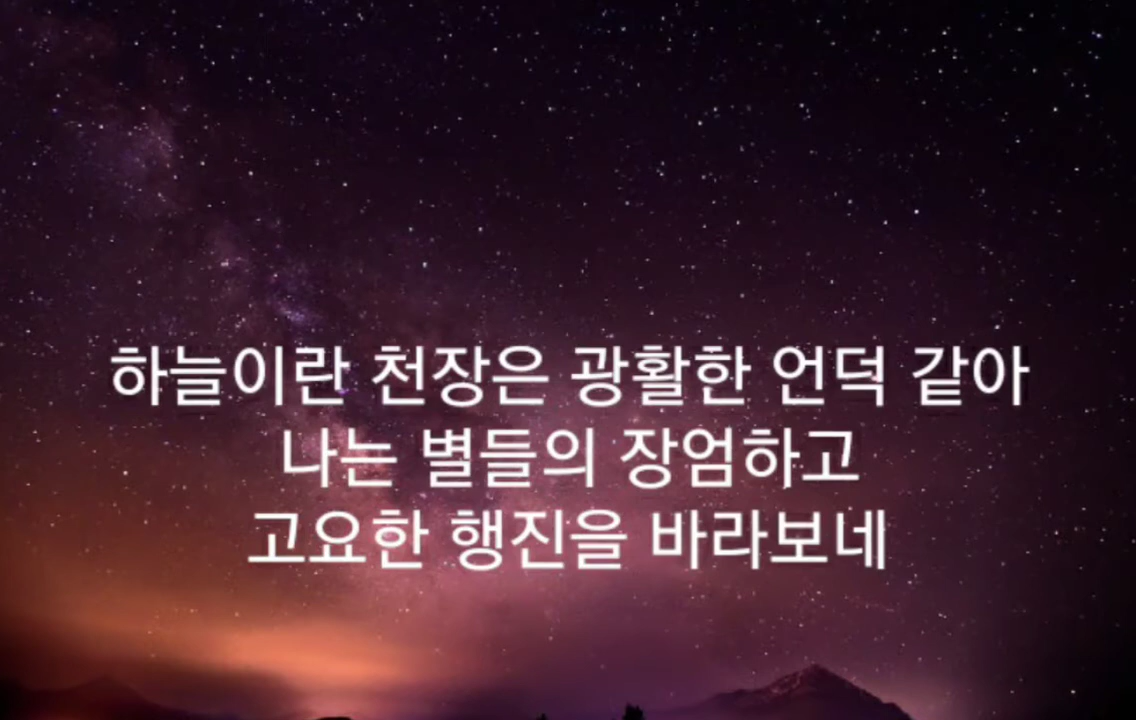 하늘이란 천장은 광활한 언덕 같아
나는 별들의 장엄하고
고요한 행진을 바라보네